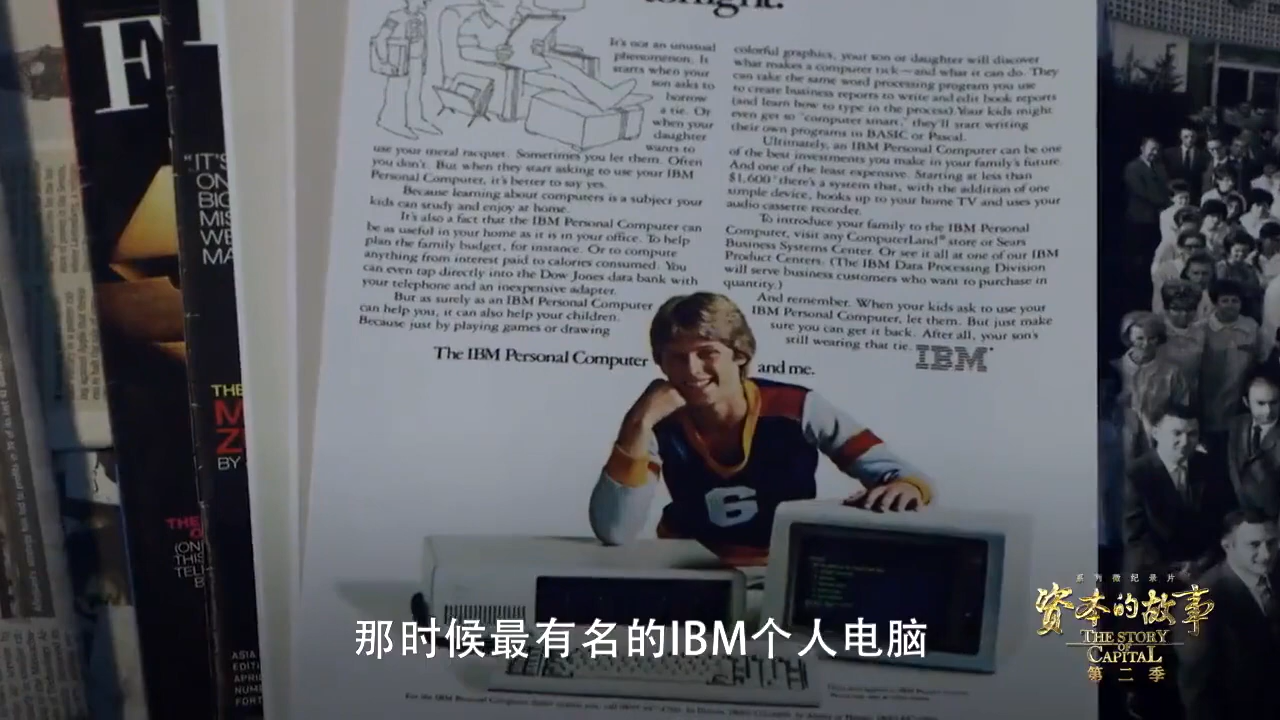 tonight.
It's not an unusual
phenomenon. It
starts when your
son asks to
borrow
a tie. Or
when your
daughter
wants to
use your metal racquet. Sometimes you let them. Often
you don't. But when they start asking to use your IBM
Personal Computer, it's better to say yes.
Because learning about computers is a subject your
kids can study and enjoy at home.
It's also a fact that the IBM Personal Computer can
be as useful in your home as it is in your office. To help
plan the family budget, for instance. Or to compute
anything from interest paid to calories consumed. You
can even tap directly into the Dow Jones data bank with
your telephone and an inexpensive adapter.
But as surely as an IBM Personal Computer
can help you, it can also help your children.
Because just by playing games or drawing
colorful graphics, your son or daughter will discover
what makes a computer tick—and what it can do. They
can take the same word processing program you use
to create business reports to write and edit book reports
(and learn how to type in the process). Your kids might
even get so "computer smart," they'll start writing
their own programs in BASIC or Pascal.
Ultimately, an IBM Personal Computer can be one
of the best investments you make in your family's future.
And one of the least expensive. Starting at less than
$1,600* there's a system that, with the addition of one
simple device, hooks up to your home TV and uses your
audio cassette recorder.
To introduce your family to the IBM Personal
Computer, visit any ComputerLand® store or Sears
Business Systems Center. Or see it all at one of our IBM
Product Centers. (The IBM Data Processing Division
will serve business customers who want to purchase in
quantity.)
And remember. When your kids ask to use your
IBM Personal Computer, let them. But just make
sure you can get it back. After all, your son's
still wearing that tie.
IBM
The IBM Personal Computer and me.
6
F
"IT'S
ON
BIG
MIS
WE
MA
THE
M
Z
BY
THE
O
(ON
THIS
TELL
B
ASIA
EDITI
APRI
NUM
FORT
那时候最有名的IBM个人电脑
系列微纪录片
资本的故事
THE STORY
OF
CAPITAL
第二季